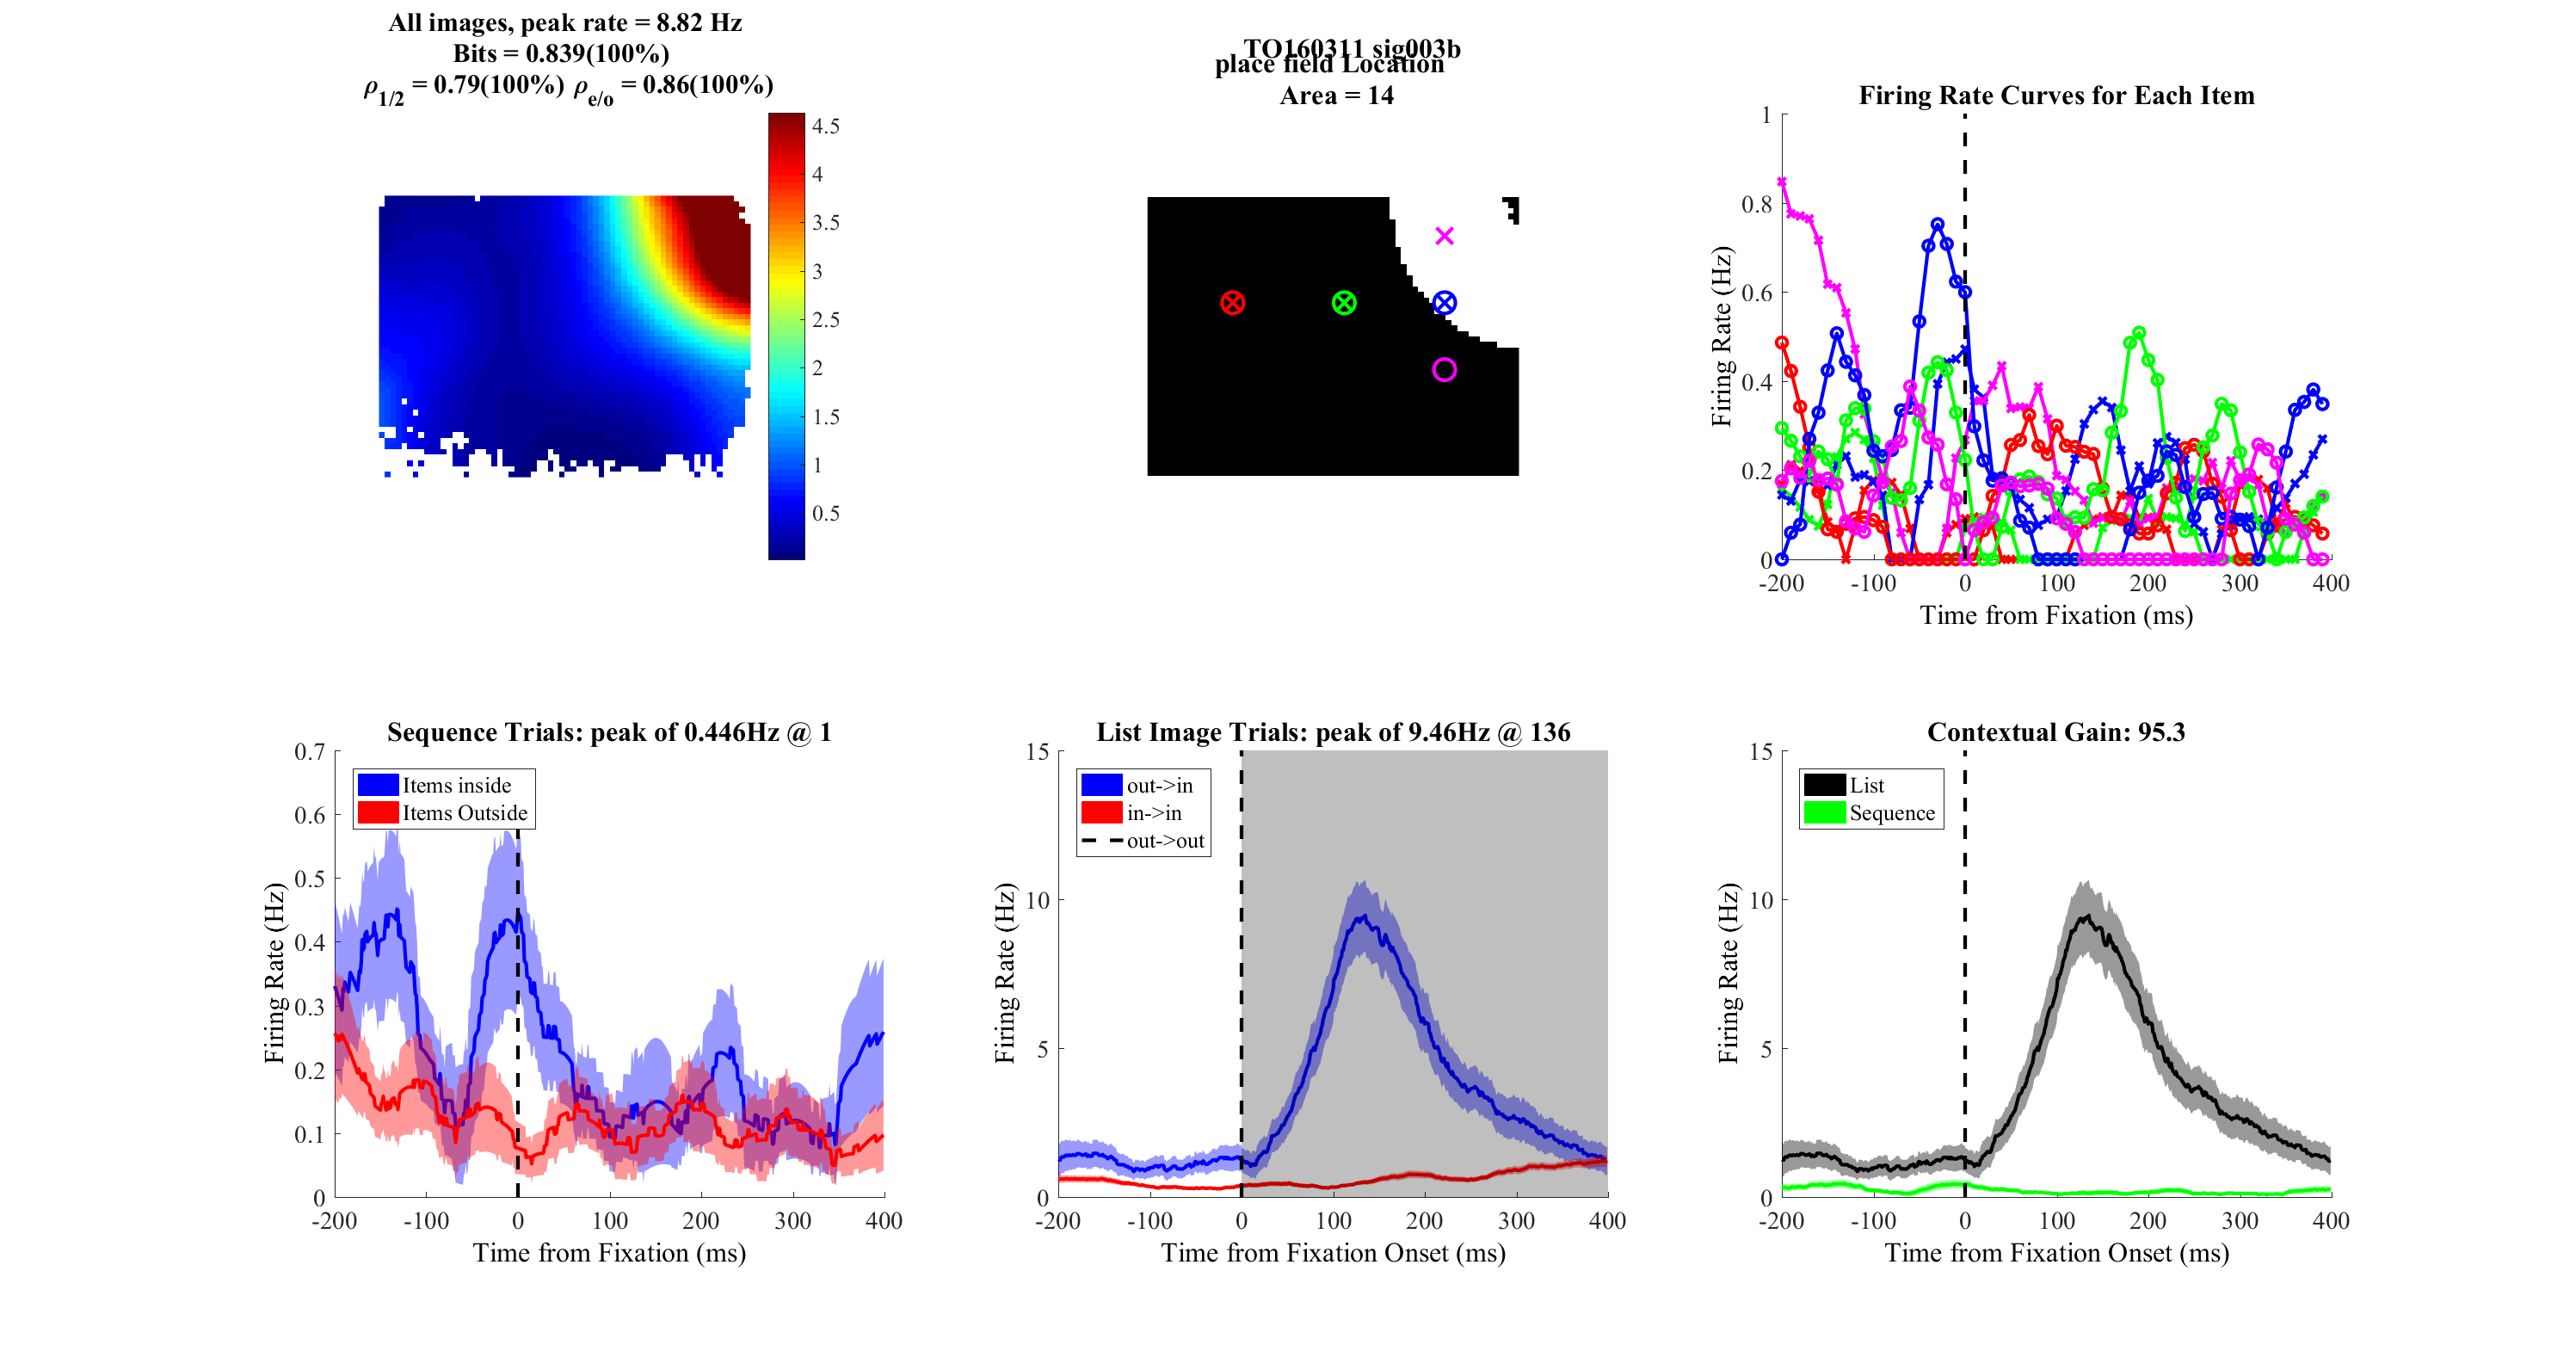 All images, peak rate = 8.82 Hz
Bits = 0.839(100%)
ρ1/2 = 0.79(100%) ρe/o = 0.86(100%)
4.5
4
3.5
3
2.5
2
1.5
1
0.5
TO160311 sig003b
place field Location
Area = 14
Firing Rate Curves for Each Item
Firing Rate (Hz)
1
0.8
0.6
0.4
0.2
0
-200 -100 0 100 200 300 400
Time from Fixation (ms)
Sequence Trials: peak of 0.446Hz @ 1
Firing Rate (Hz)
0.7
0.6
0.5
0.4
0.3
0.2
0.1
0
Items inside
Items Outside
-200 -100 0 100 200 300 400
Time from Fixation (ms)
List Image Trials: peak of 9.46Hz @ 136
Firing Rate (Hz)
15
10
5
0
out->in
in->in
out->out
-200 -100 0 100 200 300 400
Time from Fixation Onset (ms)
Contextual Gain: 95.3
Firing Rate (Hz)
15
10
5
0
List
Sequence
-200 -100 0 100 200 300 400
Time from Fixation Onset (ms)